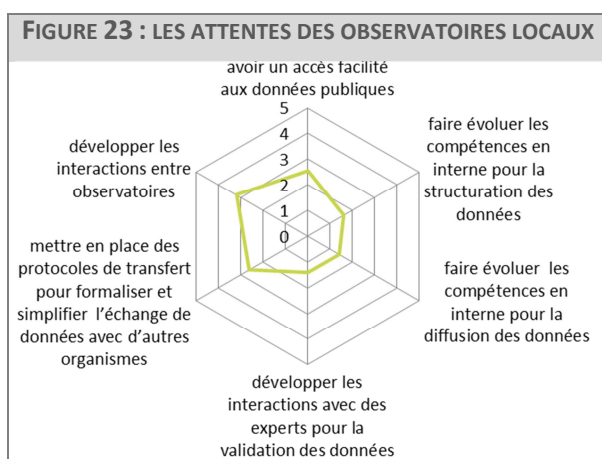 FIGURE 23 : LES ATTENTES DES OBSERVATOIRES LOCAUX
avoir un accès facilité
aux données publiques
5
4
3
2
1
0
faire évoluer les
compétences en
interne pour la
structuration des
données
faire évoluer les
compétences en
interne pour la
diffusion des données
développer les
interactions avec des
experts pour la
validation des données
mettre en place des
protocoles de transfert
pour formaliser et
simplifier l’échange de
données avec d’autres
organismes
développer les
interactions entre
observatoires